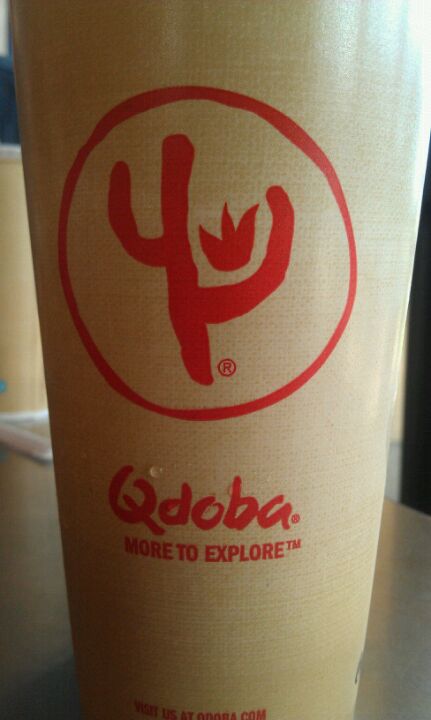 ®
Qdoba®
MORE TO EXPLORE™
VISIT US AT QDOBA.COM